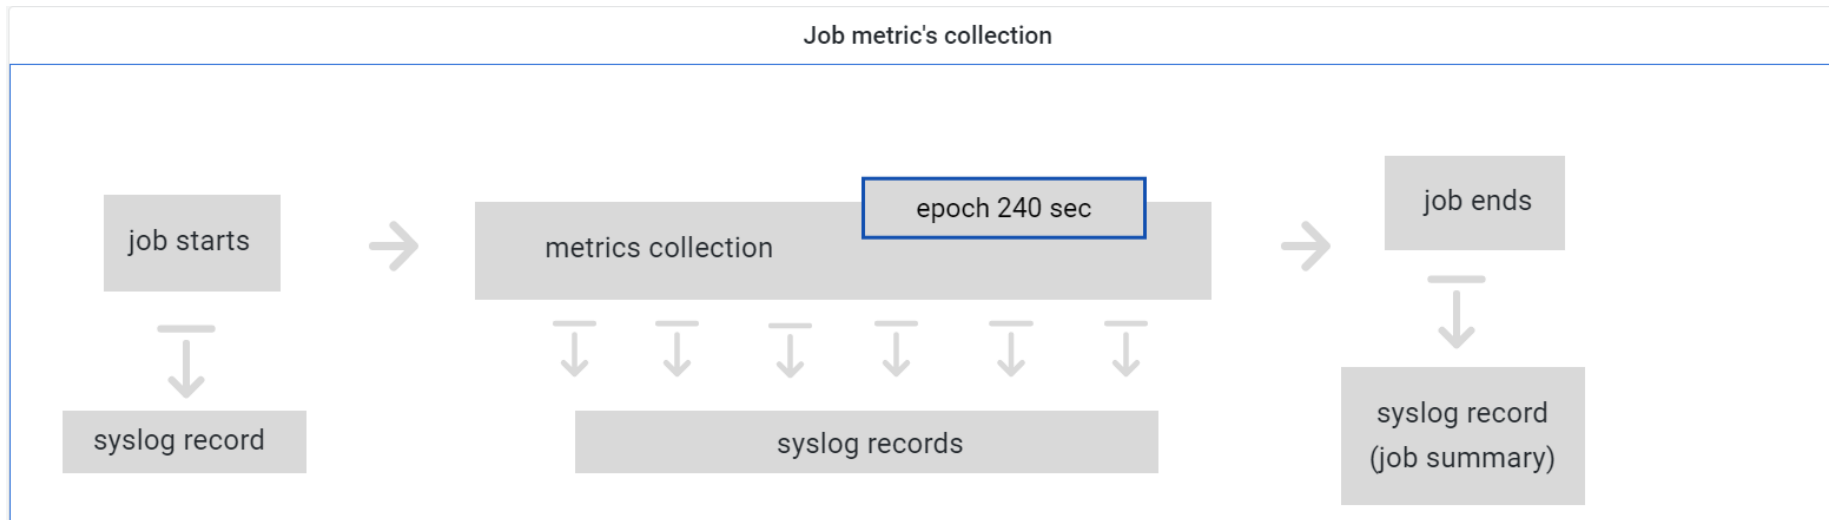 Job metric's collection
job starts
metrics collection
epoch 240 sec
job ends
syslog record
syslog records
syslog record
(job summary)